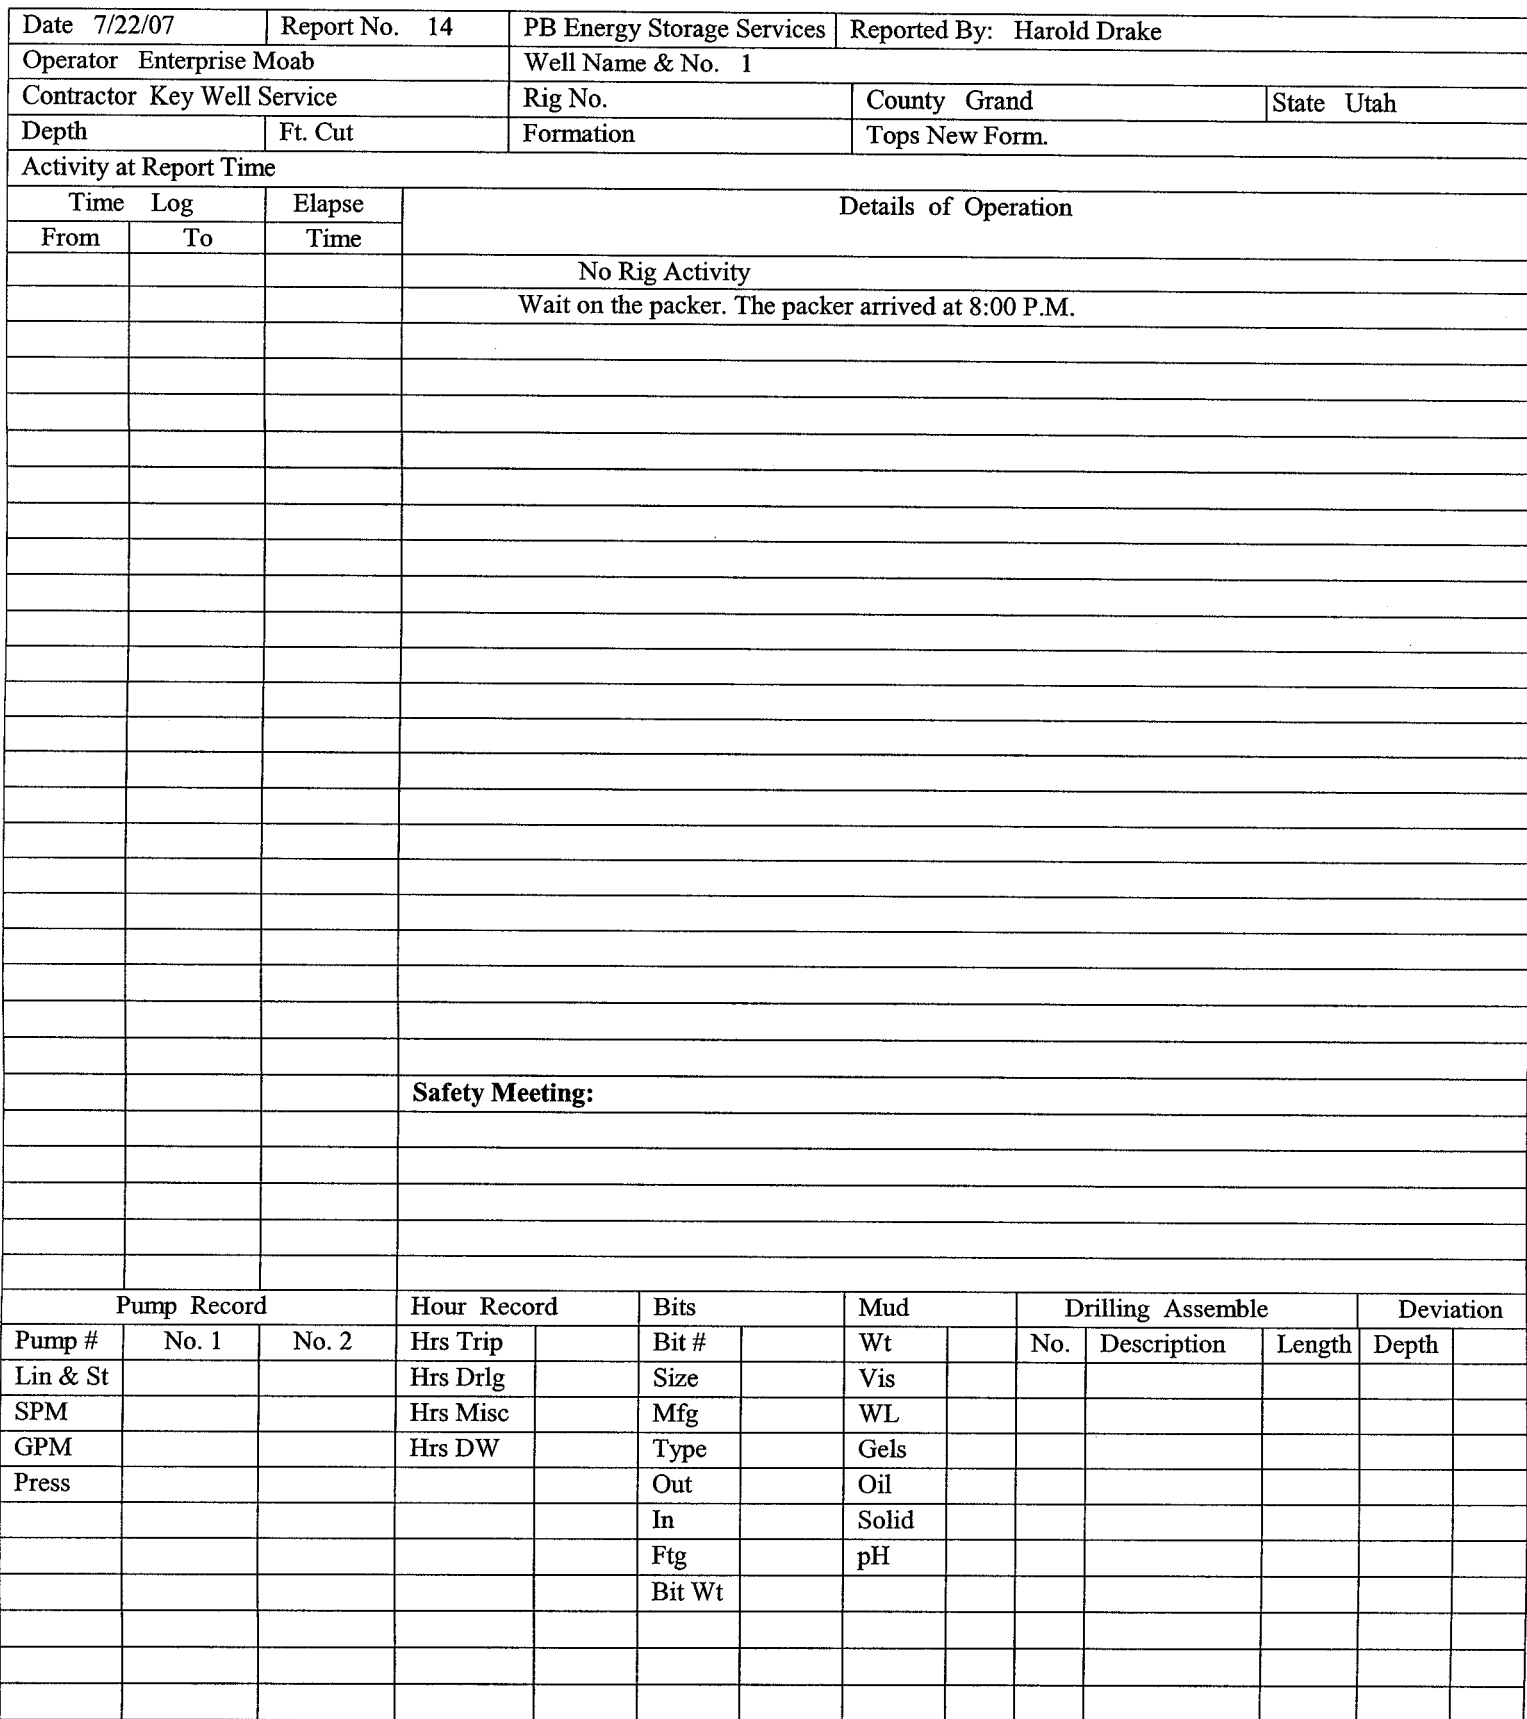 Date 7/22/07 Report No. 14 PB Energy Storage Services Reported By: Harold Drake
Operator Enterprise Moab Well Name & No. 1
Contractor Key Well Service Rig No. County Grand State Utah
Depth Ft. Cut Formation Tops New Form.
Activity at Report Time
Time Log Elapse Details of Operation
From To Time
No Rig Activity
Wait on the packer. The packer arrived at 8:00 P.M.
Safety Meeting:
Pump Record Hour Record Bits Mud Drilling Assemble Deviation
Pump # No. 1 No. 2 Hrs Trip Bit # Wt No. Description Length Depth
Lin & St Hrs Drlg Size Vis
SPM Hrs Misc Mfg WL
GPM Hrs DW Type Gels
Press Out Oil
In Solid
Ftg pH
Bit Wt